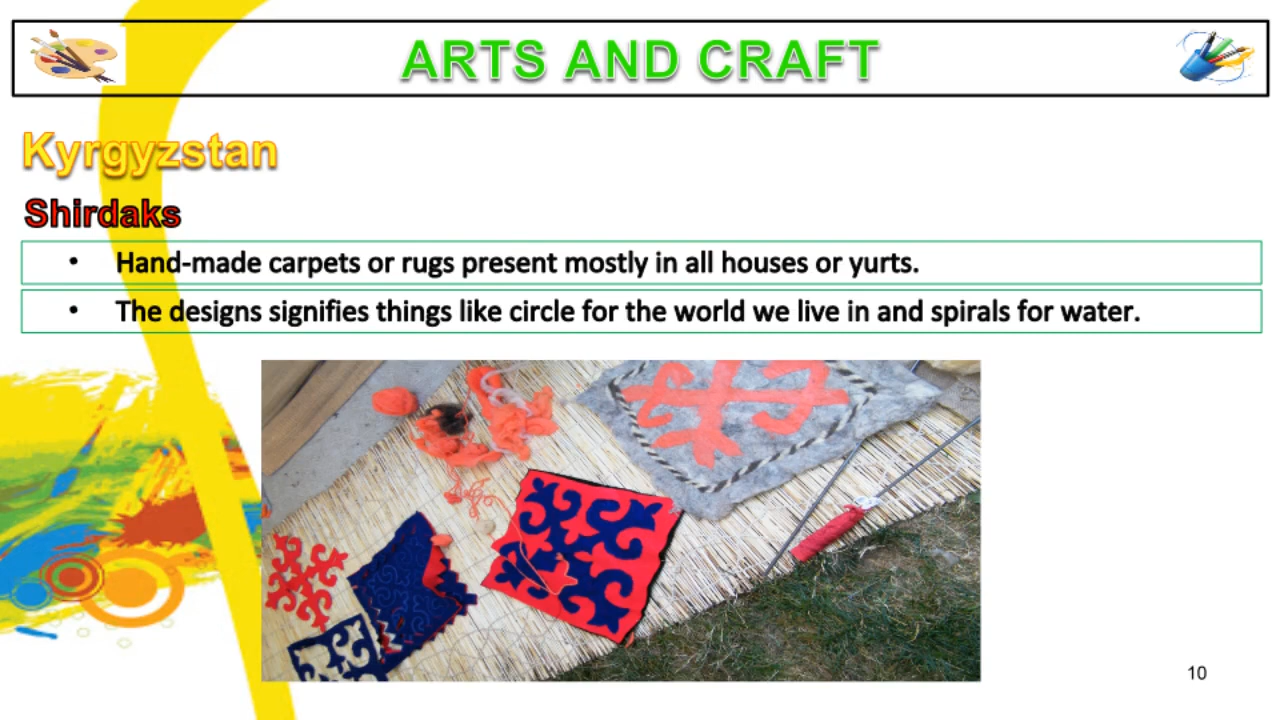 ARTS AND CRAFT
Kyrgyzstan
Shirdaks
• Hand-made carpets or rugs present mostly in all houses or yurts.
• The designs signifies things like circle for the world we live in and spirals for water.
10